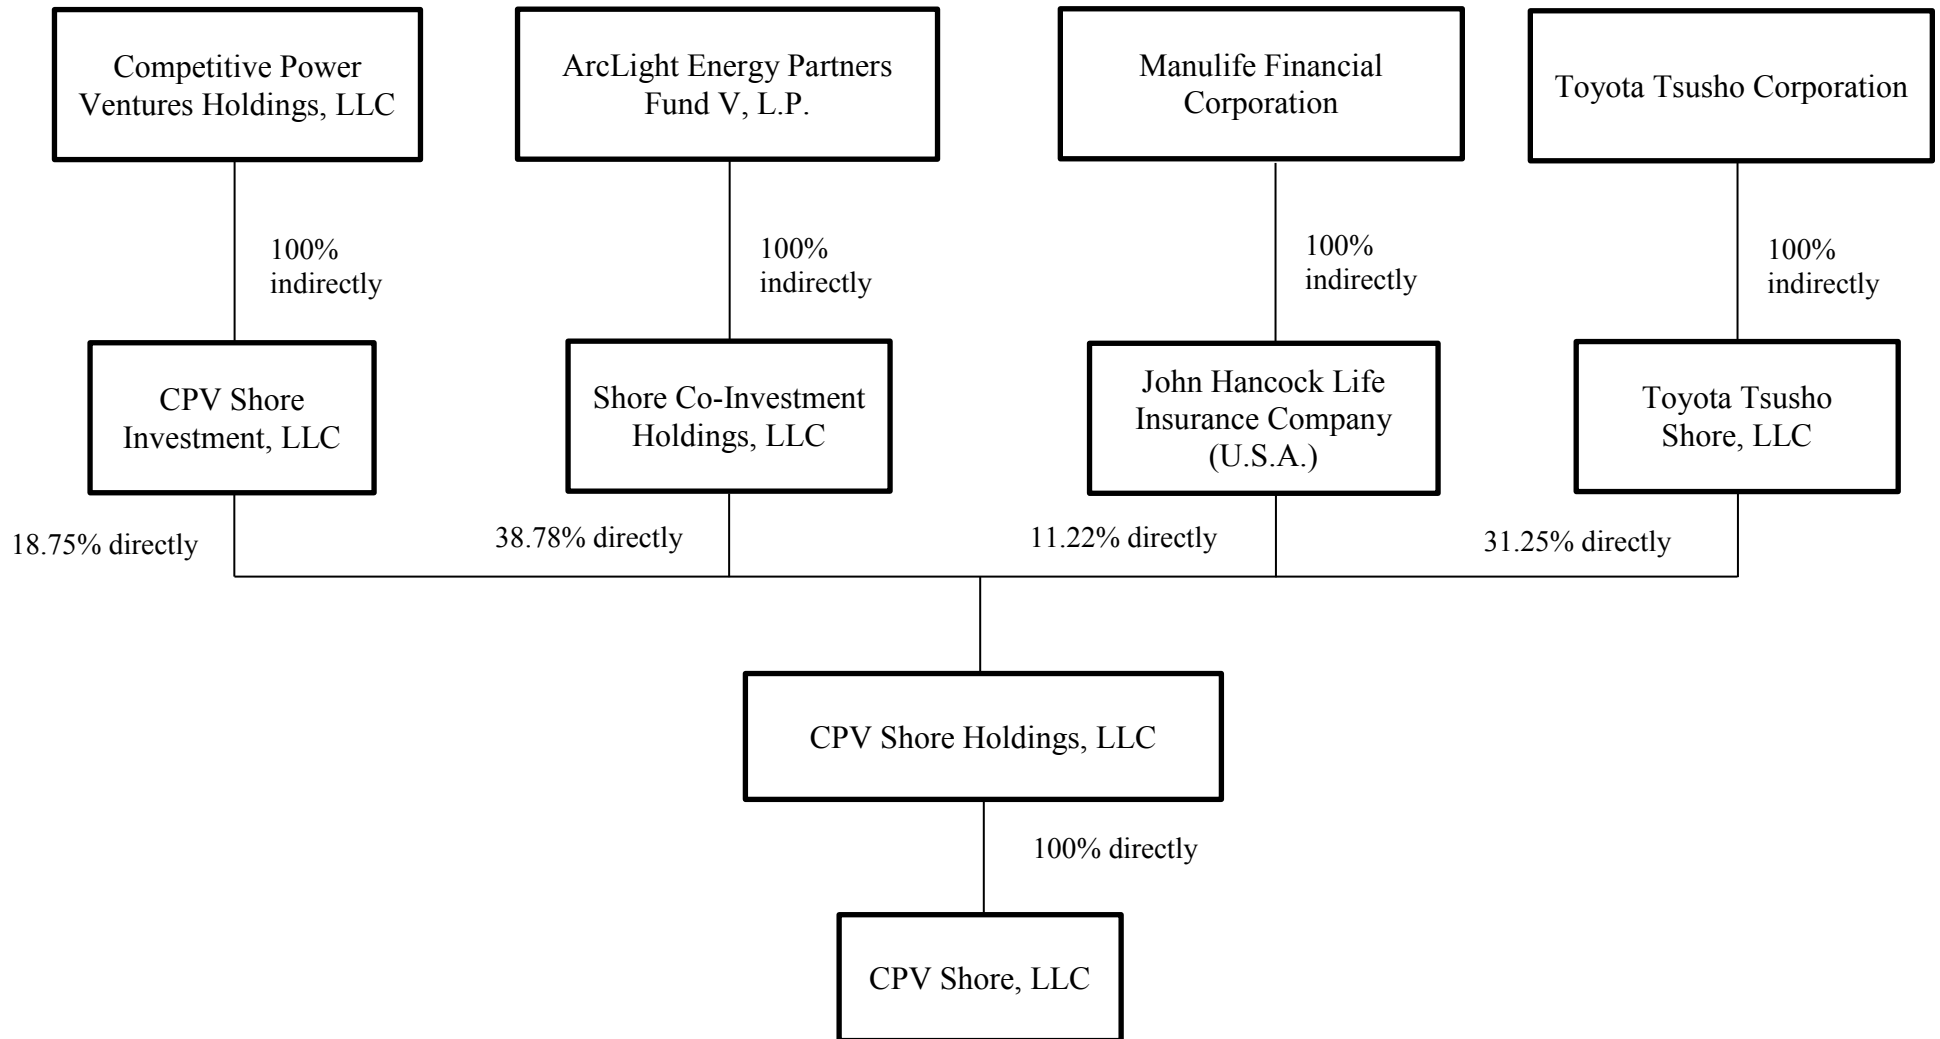 Competitive Power
Ventures Holdings, LLC
ArcLight Energy Partners
Fund V, L.P.
Manulife Financial
Corporation
Toyota Tsusho Corporation
100%
indirectly
100%
indirectly
100%
indirectly
100%
indirectly
CPV Shore
Investment, LLC
Shore Co-Investment
Holdings, LLC
John Hancock Life
Insurance Company
(U.S.A.)
Toyota Tsusho
Shore, LLC
18.75% directly
38.78% directly
11.22% directly
31.25% directly
CPV Shore Holdings, LLC
100% directly
CPV Shore, LLC